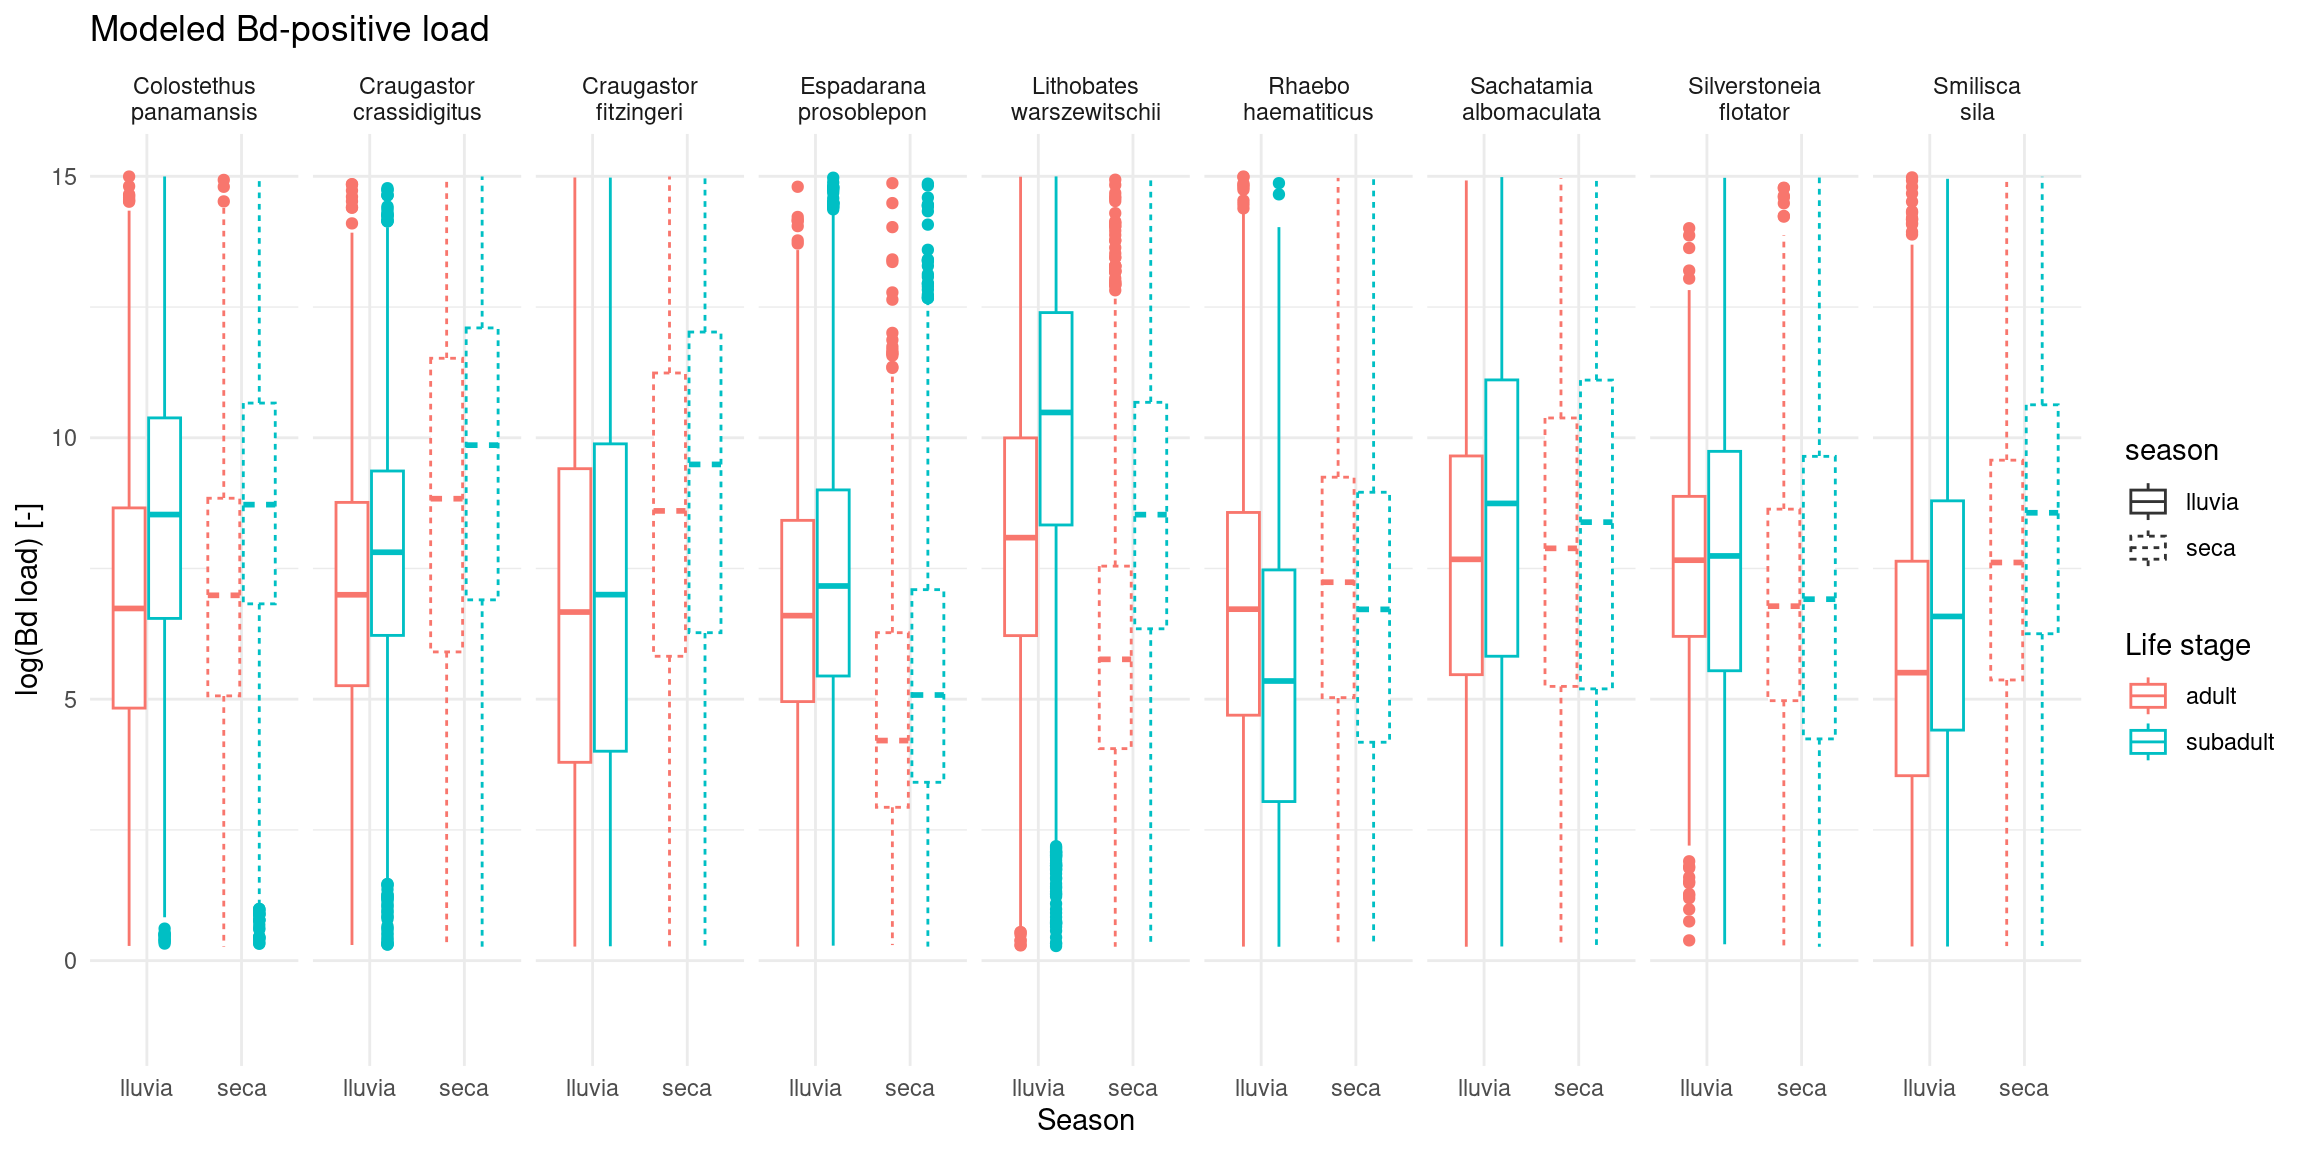 Modeled Bd-positive load
Colostethus
panamansis
Craugastor
crassidigitus
Craugastor
fitzingeri
Espadarana
prosoblepon
Lithobates
warszewitschii
Rhaebo
haematiticus
Sachatamia
albomaculata
Silverstoneia
flotator
Smilisca
sila
15
10
5
0
log(Bd load) [-]
lluvia seca lluvia seca lluvia seca lluvia seca lluvia seca lluvia seca lluvia seca lluvia seca lluvia seca
Season
season
lluvia
seca
Life stage
adult
subadult